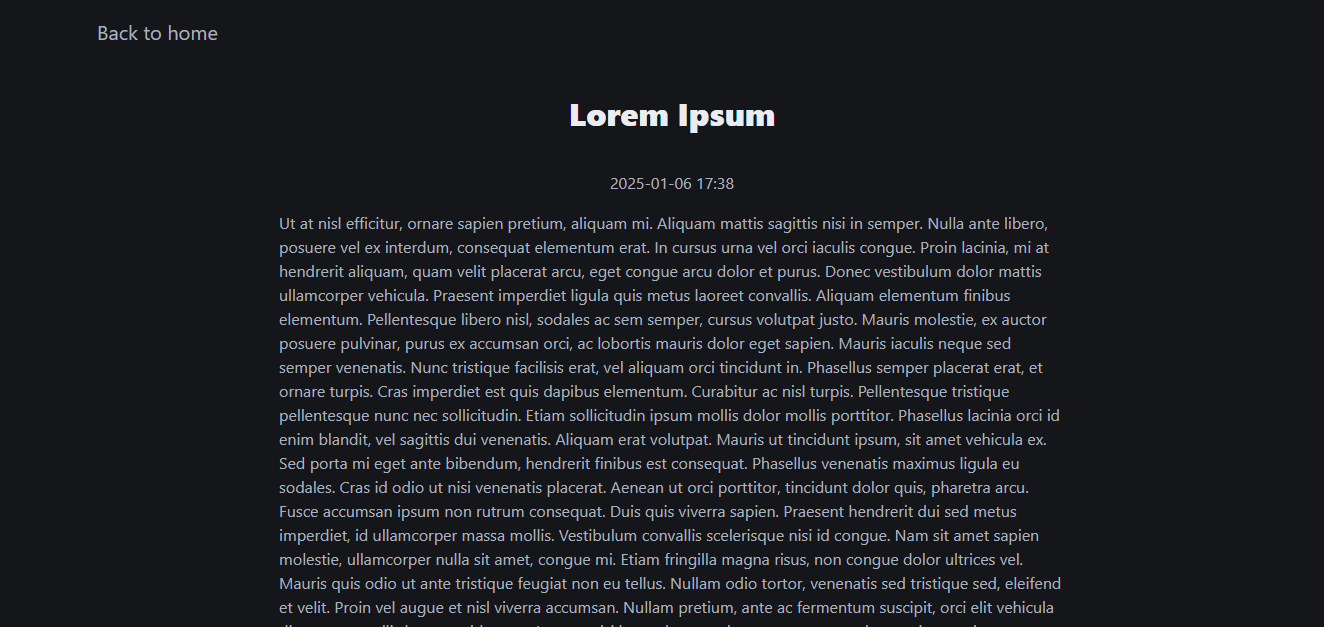 Back to home
Lorem Ipsum
2025-01-06 17:38
Ut at nisl efficitur, ornare sapien pretium, aliquam mi. Aliquam mattis sagittis nisi in semper. Nulla ante libero,
posuere vel ex interdum, consequat elementum erat. In cursus urna vel orci iaculis congue. Proin lacinia, mi at
hendrerit aliquam, quam velit placerat arcu, eget congue arcu dolor et purus. Donec vestibulum dolor mattis
ullamcorper vehicula. Praesent imperdiet ligula quis metus laoreet convallis. Aliquam elementum finibus
elementum. Pellentesque libero nisl, sodales ac sem semper, cursus volutpat justo. Mauris molestie, ex auctor
posuere pulvinar, purus ex accumsan orci, ac lobortis mauris dolor eget sapien. Mauris iaculis neque sed
semper venenatis. Nunc tristique facilisis erat, vel aliquam orci tincidunt in. Phasellus semper placerat erat, et
ornare turpis. Cras imperdiet est quis dapibus elementum. Curabitur ac nisl turpis. Pellentesque tristique
pellentesque nunc nec sollicitudin. Etiam sollicitudin ipsum mollis dolor mollis porttitor. Phasellus lacinia orci id
enim blandit, vel sagittis dui venenatis. Aliquam erat volutpat. Mauris ut tincidunt ipsum, sit amet vehicula ex.
Sed porta mi eget ante bibendum, hendrerit finibus est consequat. Phasellus venenatis maximus ligula eu
sodales. Cras id odio ut nisi venenatis placerat. Aenean ut orci porttitor, tincidunt dolor quis, pharetra arcu.
Fusce accumsan ipsum non rutrum consequat. Duis quis viverra sapien. Praesent hendrerit dui sed metus
imperdiet, id ullamcorper massa mollis. Vestibulum convallis scelerisque nisi id congue. Nam sit amet sapien
molestie, ullamcorper nulla sit amet, congue mi. Etiam fringilla magna risus, non congue dolor ultrices vel.
Mauris quis odio ut ante tristique feugiat non eu tellus. Nullam odio tortor, venenatis sed tristique sed, eleifend
et velit. Proin vel augue et nisl viverra accumsan. Nullam pretium, ante ac fermentum suscipit, orci elit vehicula